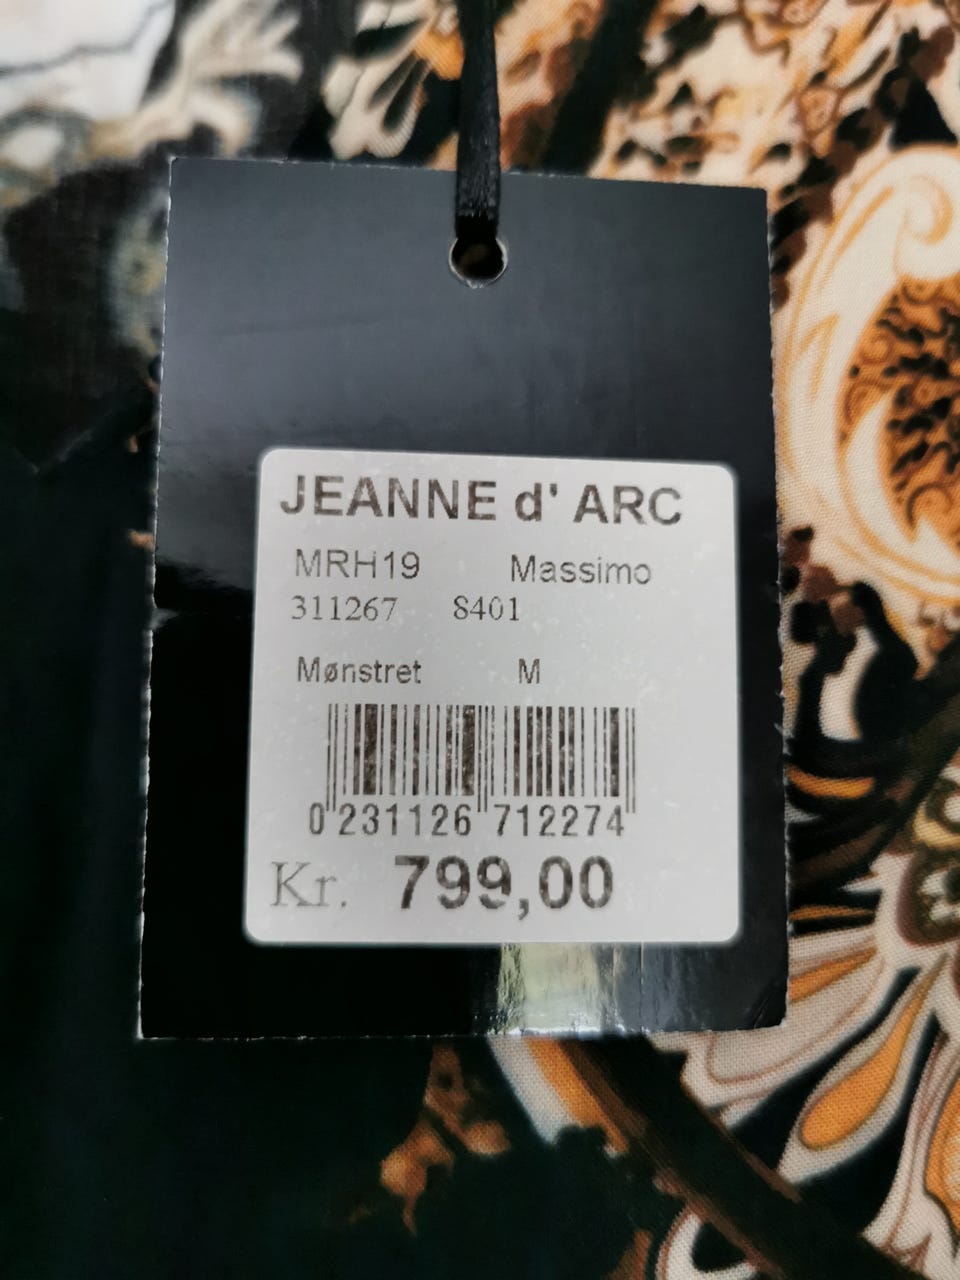 JEANNE d' ARC
MRH19 Massimo
311267 8401
Mønstret M
0 231126 712274
Kr. 799,00